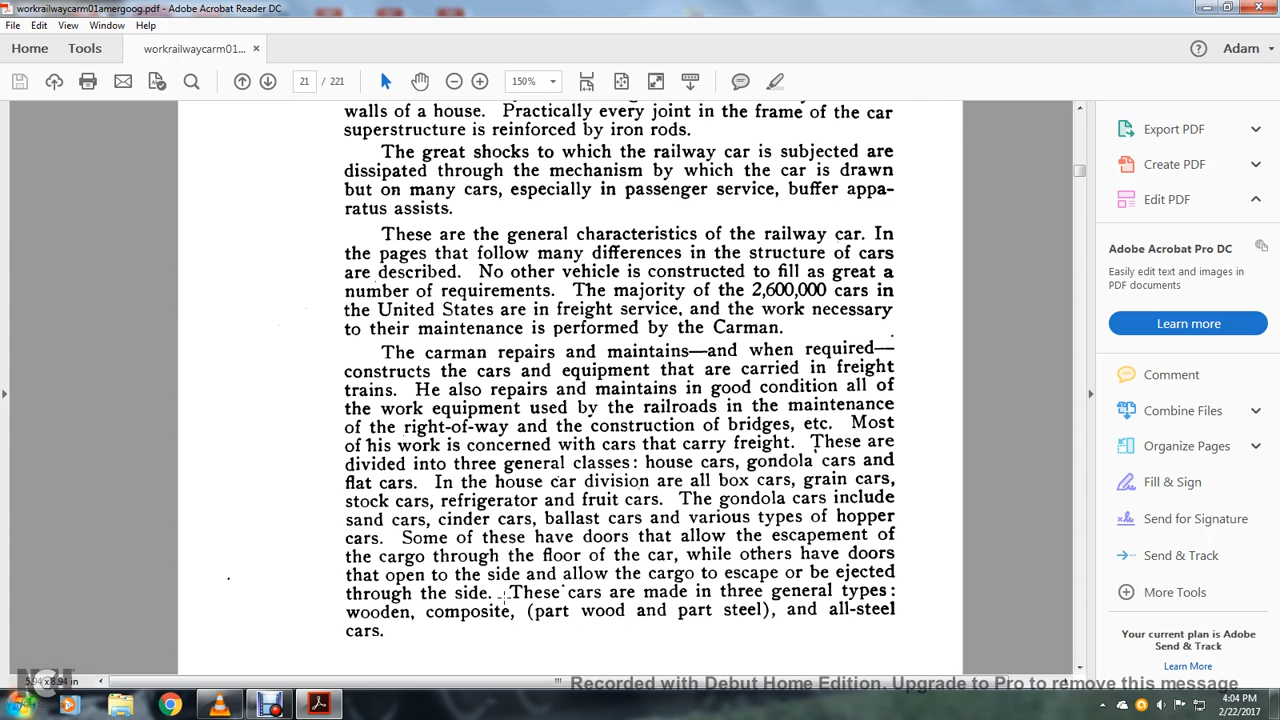 workrailwaycarm01amergoog.pdf - Adobe Acrobat Reader DC
File Edit View Window Help
Home Tools workrailwaycarm01... × Adam
21 / 221 150%
walls of a house. Practically every joint in the frame of the car
superstructure is reinforced by iron rods.
The great shocks to which the railway car is subjected are
dissipated through the mechanism by which the car is drawn
but on many cars, especially in passenger service, buffer appa-
ratus assists.
These are the general characteristics of the railway car. In
the pages that follow many differences in the structure of cars
are described. No other vehicle is constructed to fill as great a
number of requirements. The majority of the 2,600,000 cars in
the United States are in freight service, and the work necessary
to their maintenance is performed by the Carman.
The carman repairs and maintains—and when required—
constructs the cars and equipment that are carried in freight
trains. He also repairs and maintains in good condition all of
the work equipment used by the railroads in the maintenance
of the right-of-way and the construction of bridges, etc. Most
of his work is concerned with cars that carry freight. These are
divided into three general classes: house cars, gondola cars and
flat cars. In the house car division are all box cars, grain cars,
stock cars, refrigerator and fruit cars. The gondola cars include
sand cars, cinder cars, ballast cars and various types of hopper
cars. Some of these have doors that allow the escapement of
the cargo through the floor of the car, while others have doors
that open to the side and allow the cargo to escape or be ejected
through the side. These cars are made in three general types:
wooden, composite, (part wood and part steel), and all-steel
cars.
Export PDF
Create PDF
Edit PDF
Adobe Acrobat Pro DC
Easily edit text and images in
PDF documents
Learn more
Comment
Combine Files
Organize Pages
Fill & Sign
Send for Signature
Send & Track
More Tools
Your current plan is Adobe
Send & Track
Learn More
5.94 x 8.94 in
NCH
Recorded with Debut Home Edition. Upgrade to Pro to remove this message
4:04 PM
2/22/2017